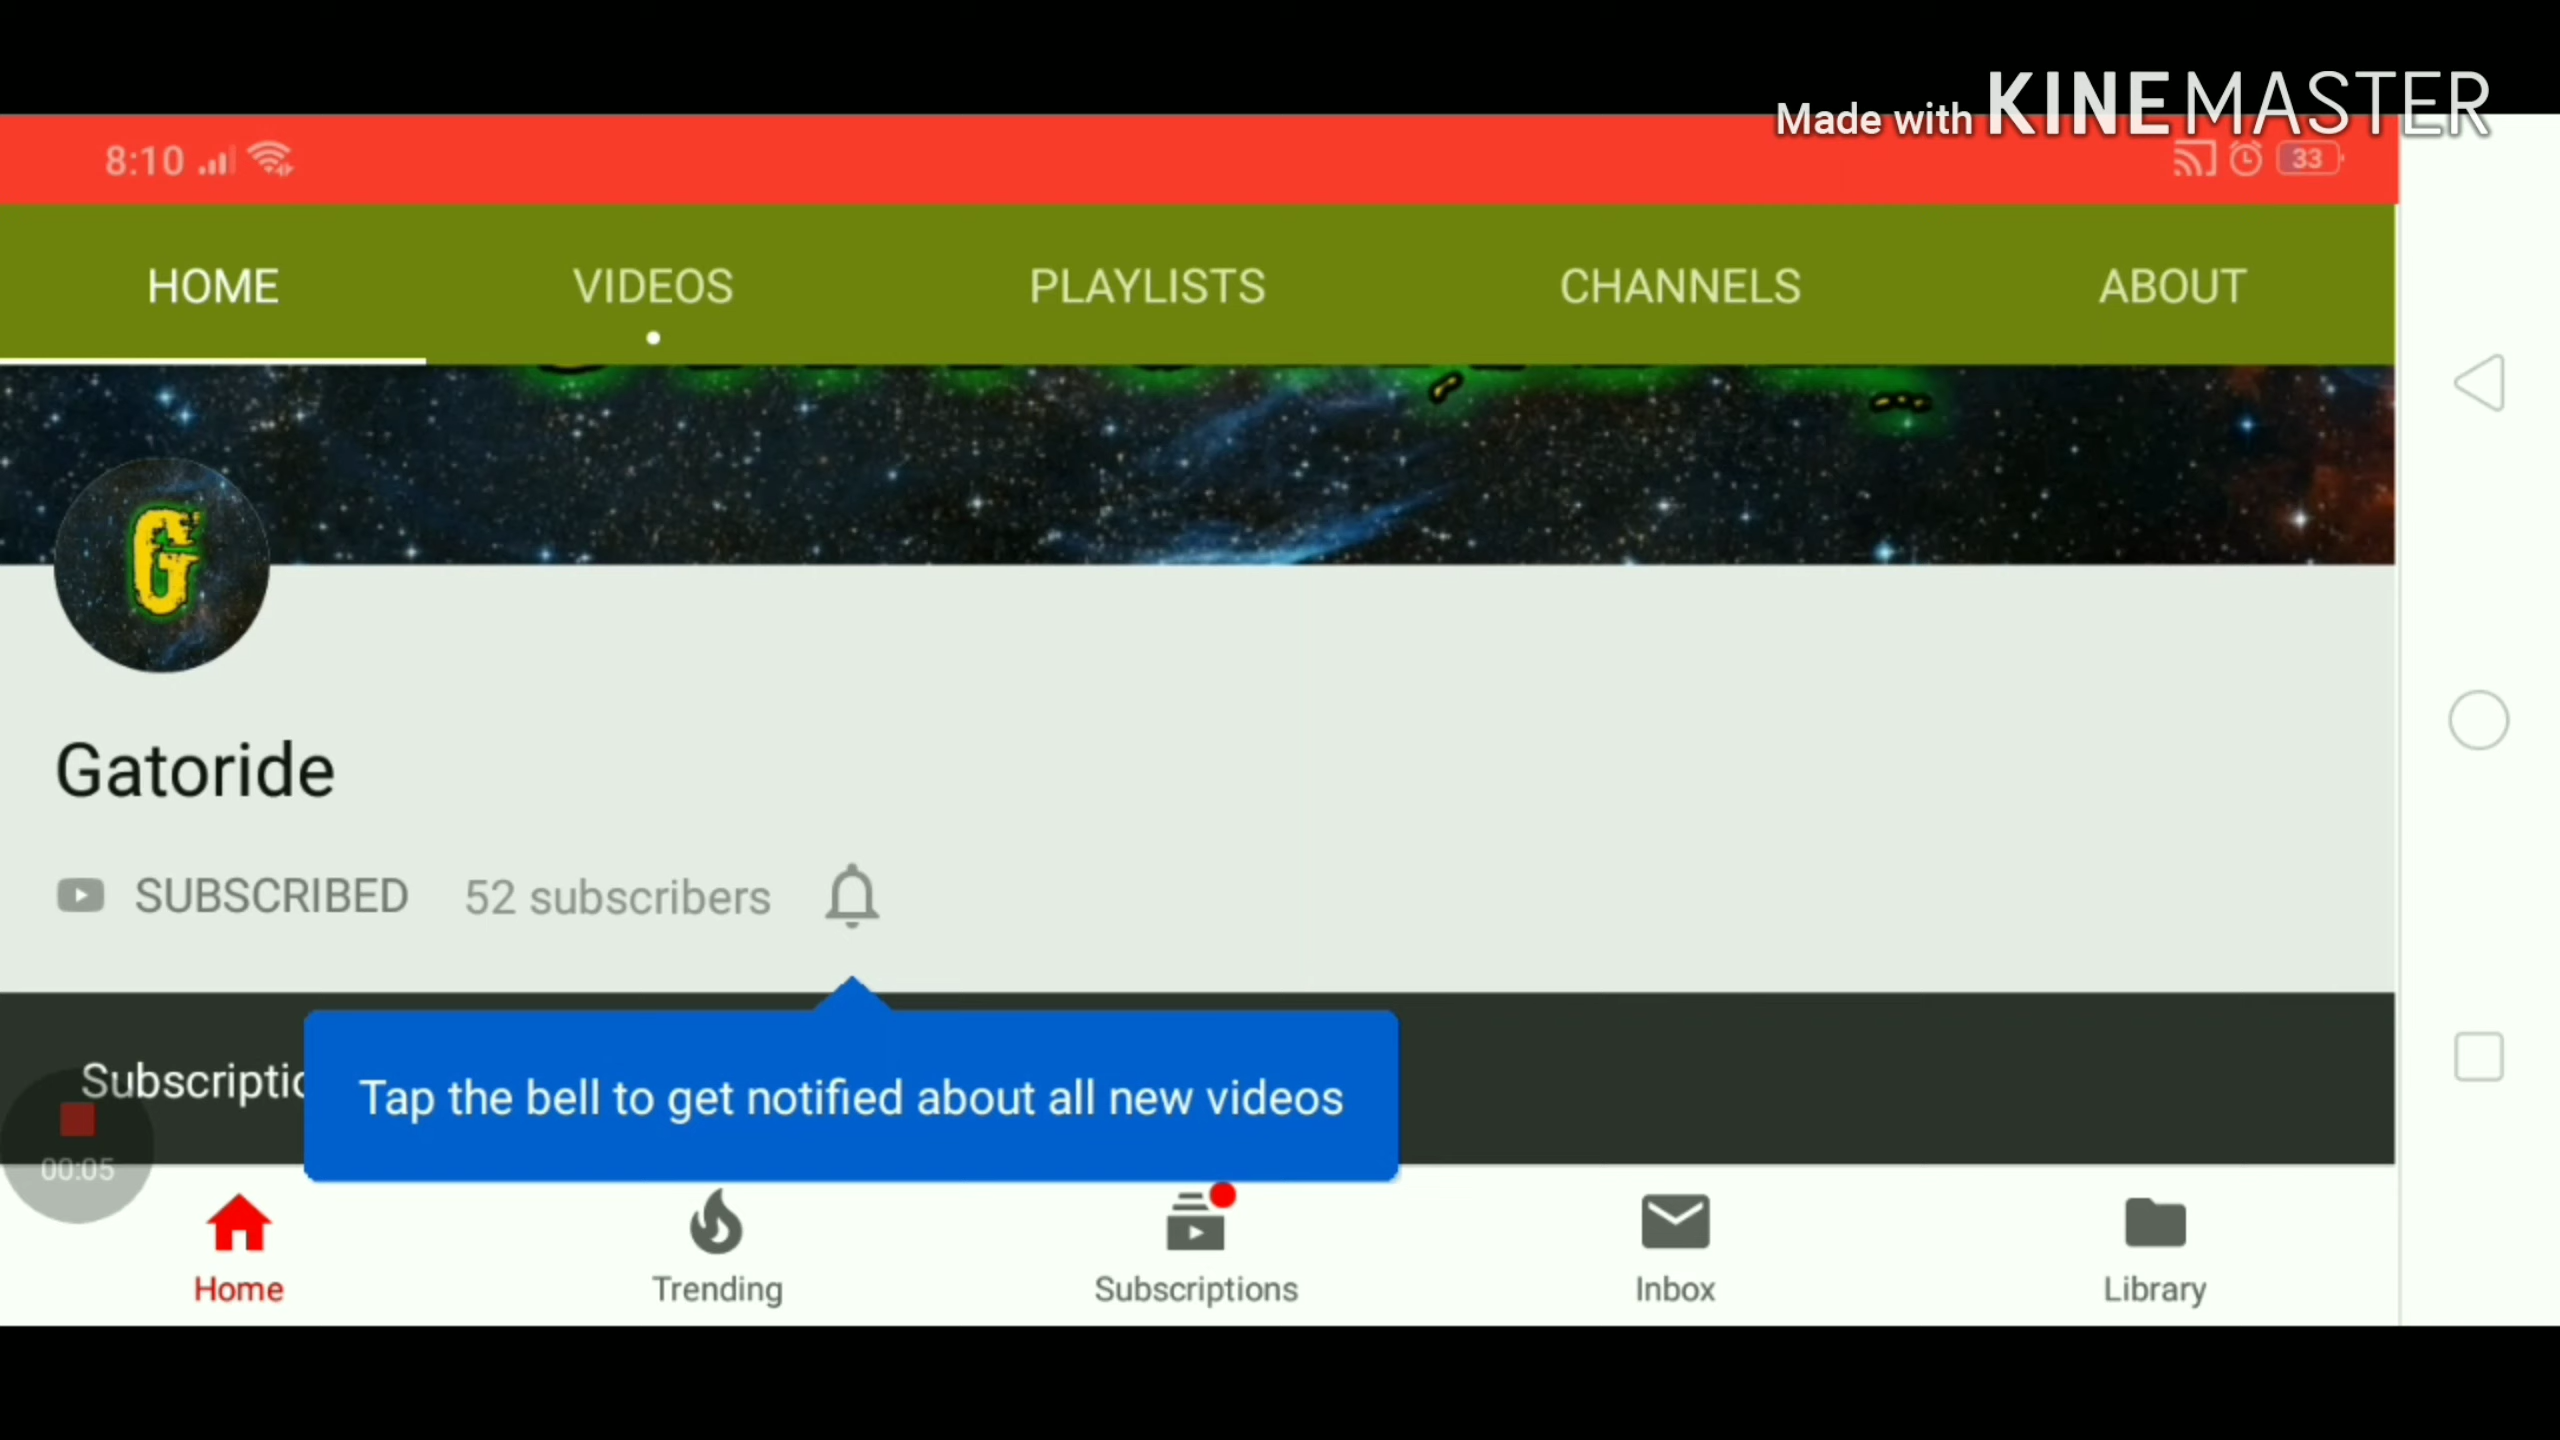 Made with KINEMASTER
8:10
33
HOME VIDEOS PLAYLISTS CHANNELS ABOUT
G
Gatoride
SUBSCRIBED 52 subscribers
Tap the bell to get notified about all new videos
00:05
Home Trending Subscriptions Inbox Library